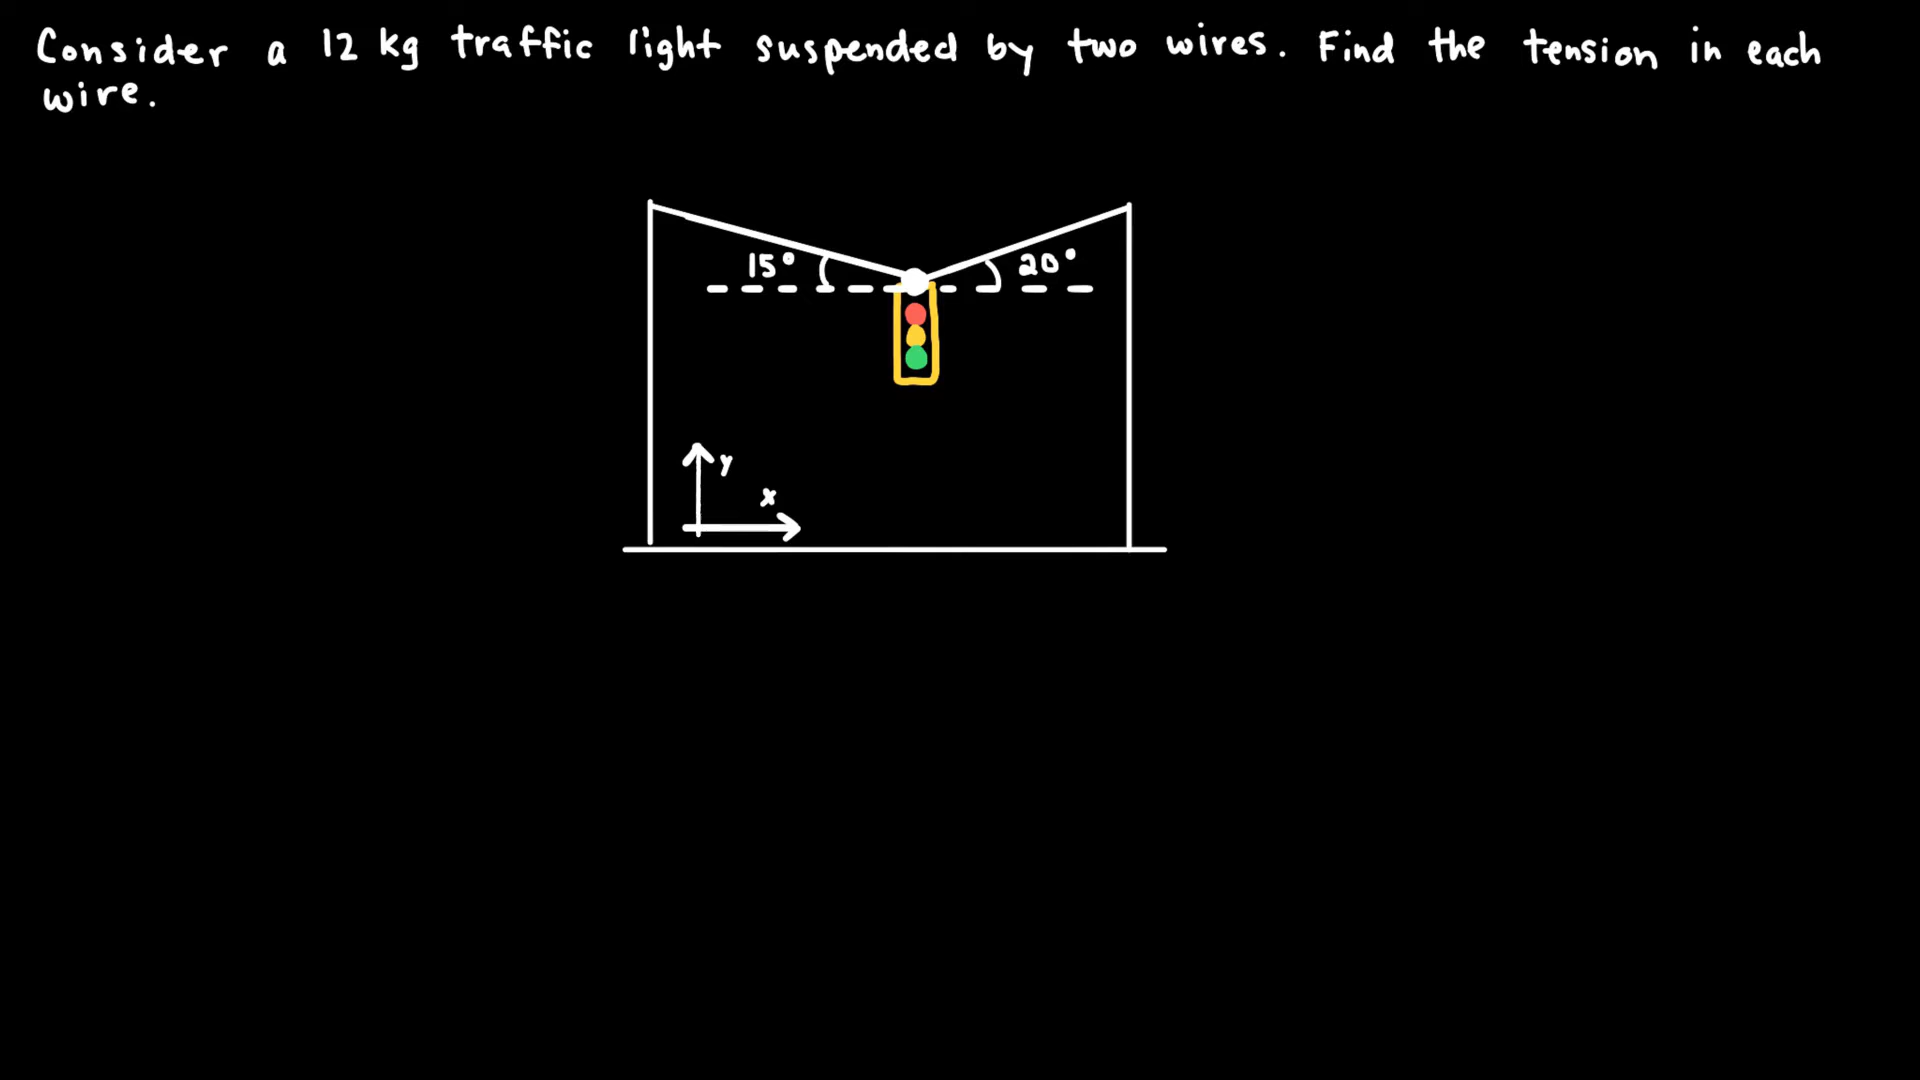 Consider a 12 kg traffic light suspended by two wires. Find the tension in each
wire.
15° 20°
y
x